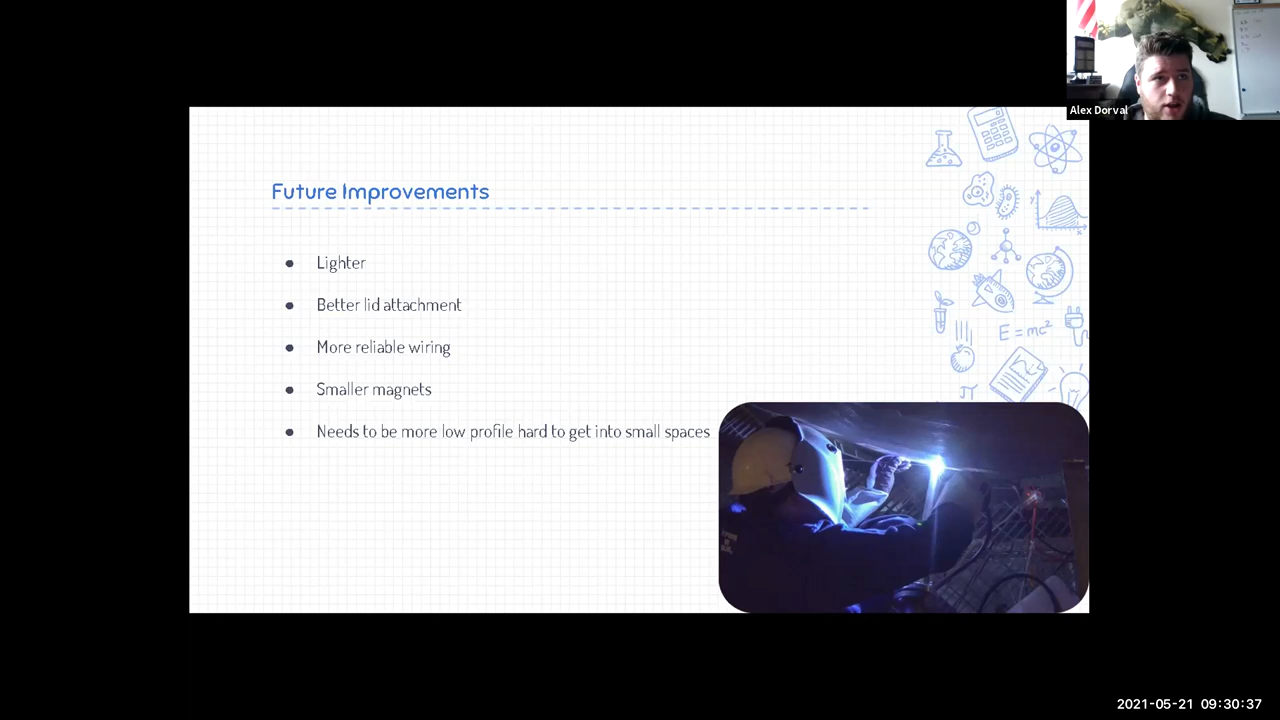 Alex Dorval
Future Improvements
● Lighter
● Better lid attachment
● More reliable wiring
● Smaller magnets
● Needs to be more low profile hard to get into small spaces
y
x
E=mc²
π
2021-05-21 09:30:37